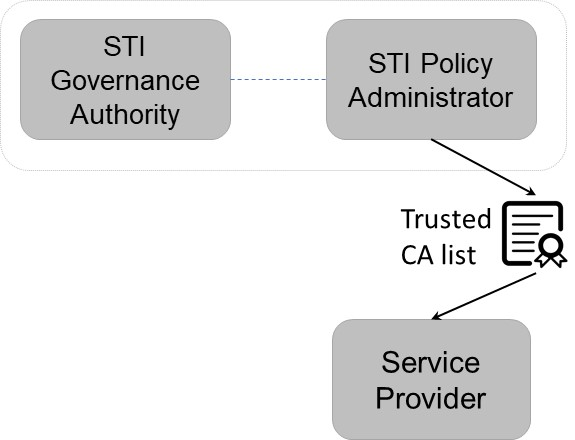 STI
Governance
Authority
STI Policy
Administrator
Trusted
CA list
Service
Provider